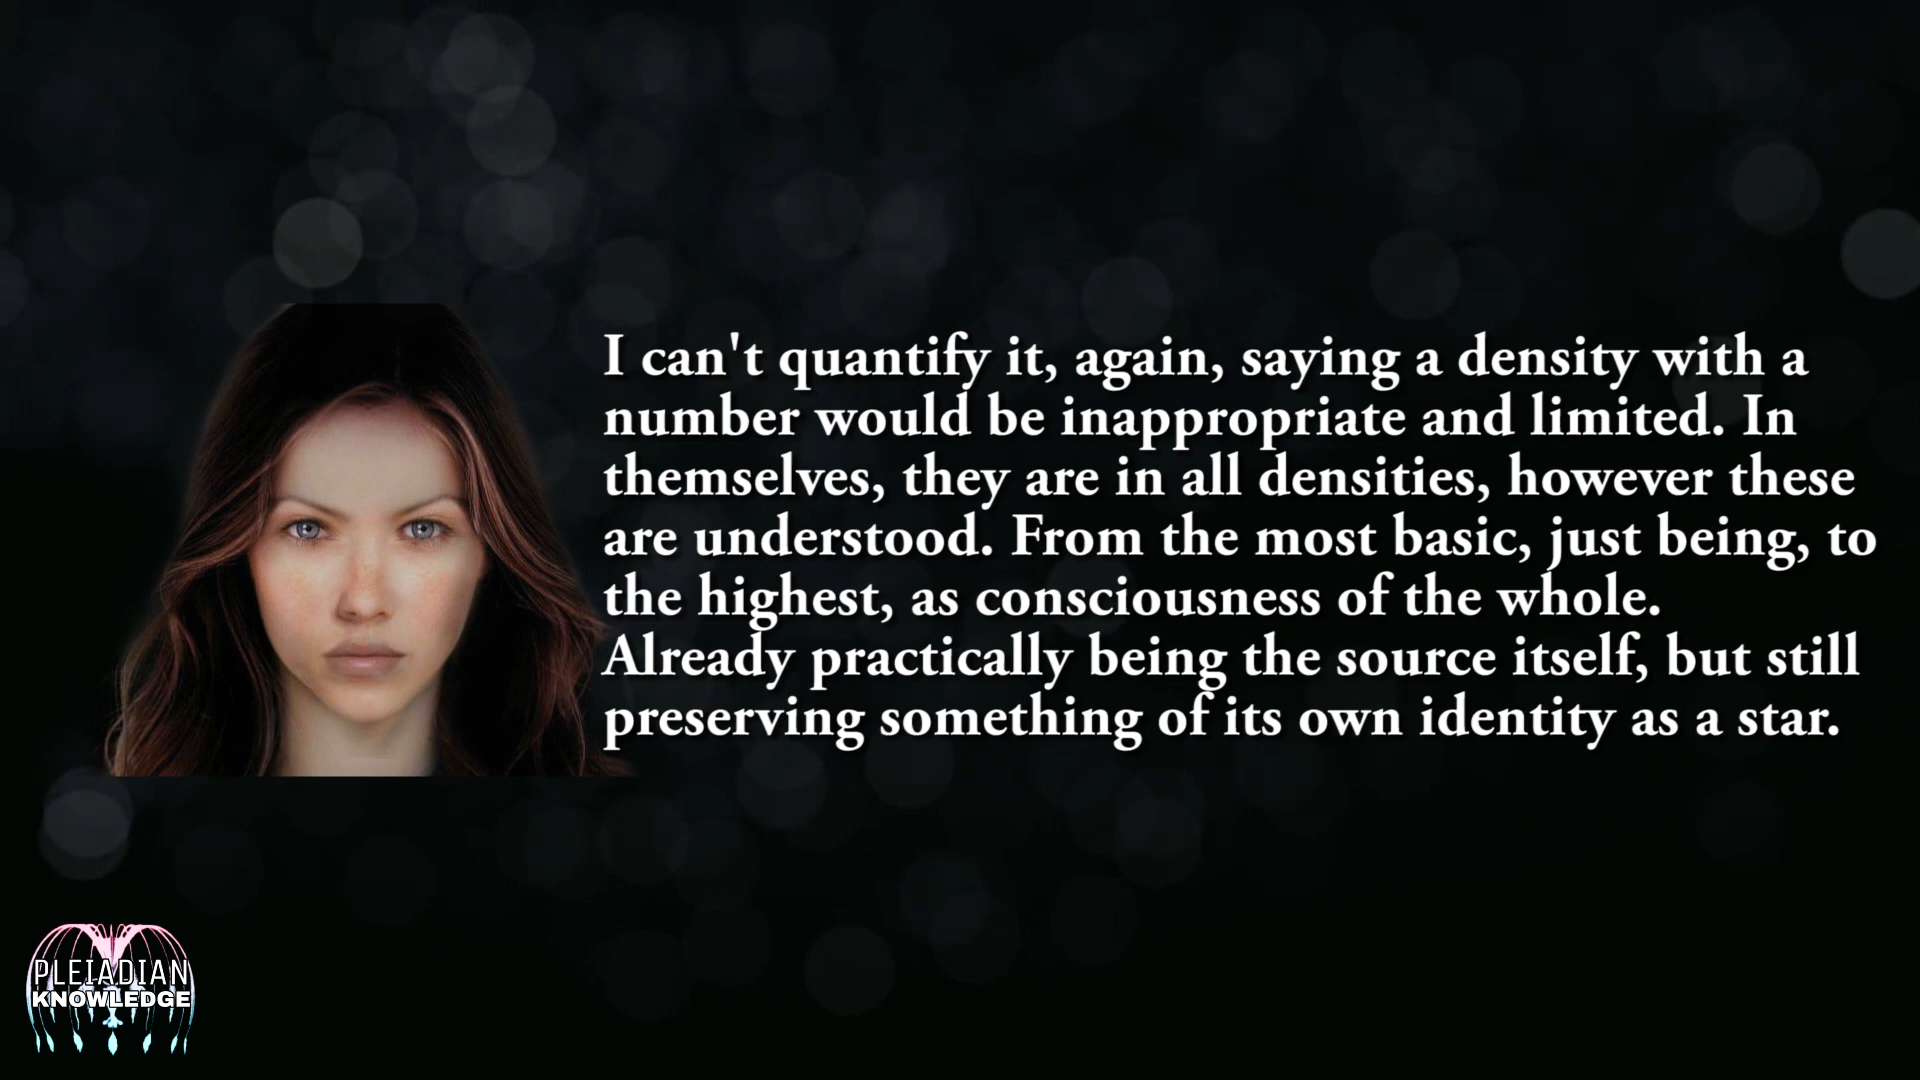 I can't quantify it, again, saying a density with a
number would be inappropriate and limited. In
themselves, they are in all densities, however these
are understood. From the most basic, just being, to
the highest, as consciousness of the whole.
Already practically being the source itself, but still
preserving something of its own identity as a star.
PLEIADIAN
KNOWLEDGE